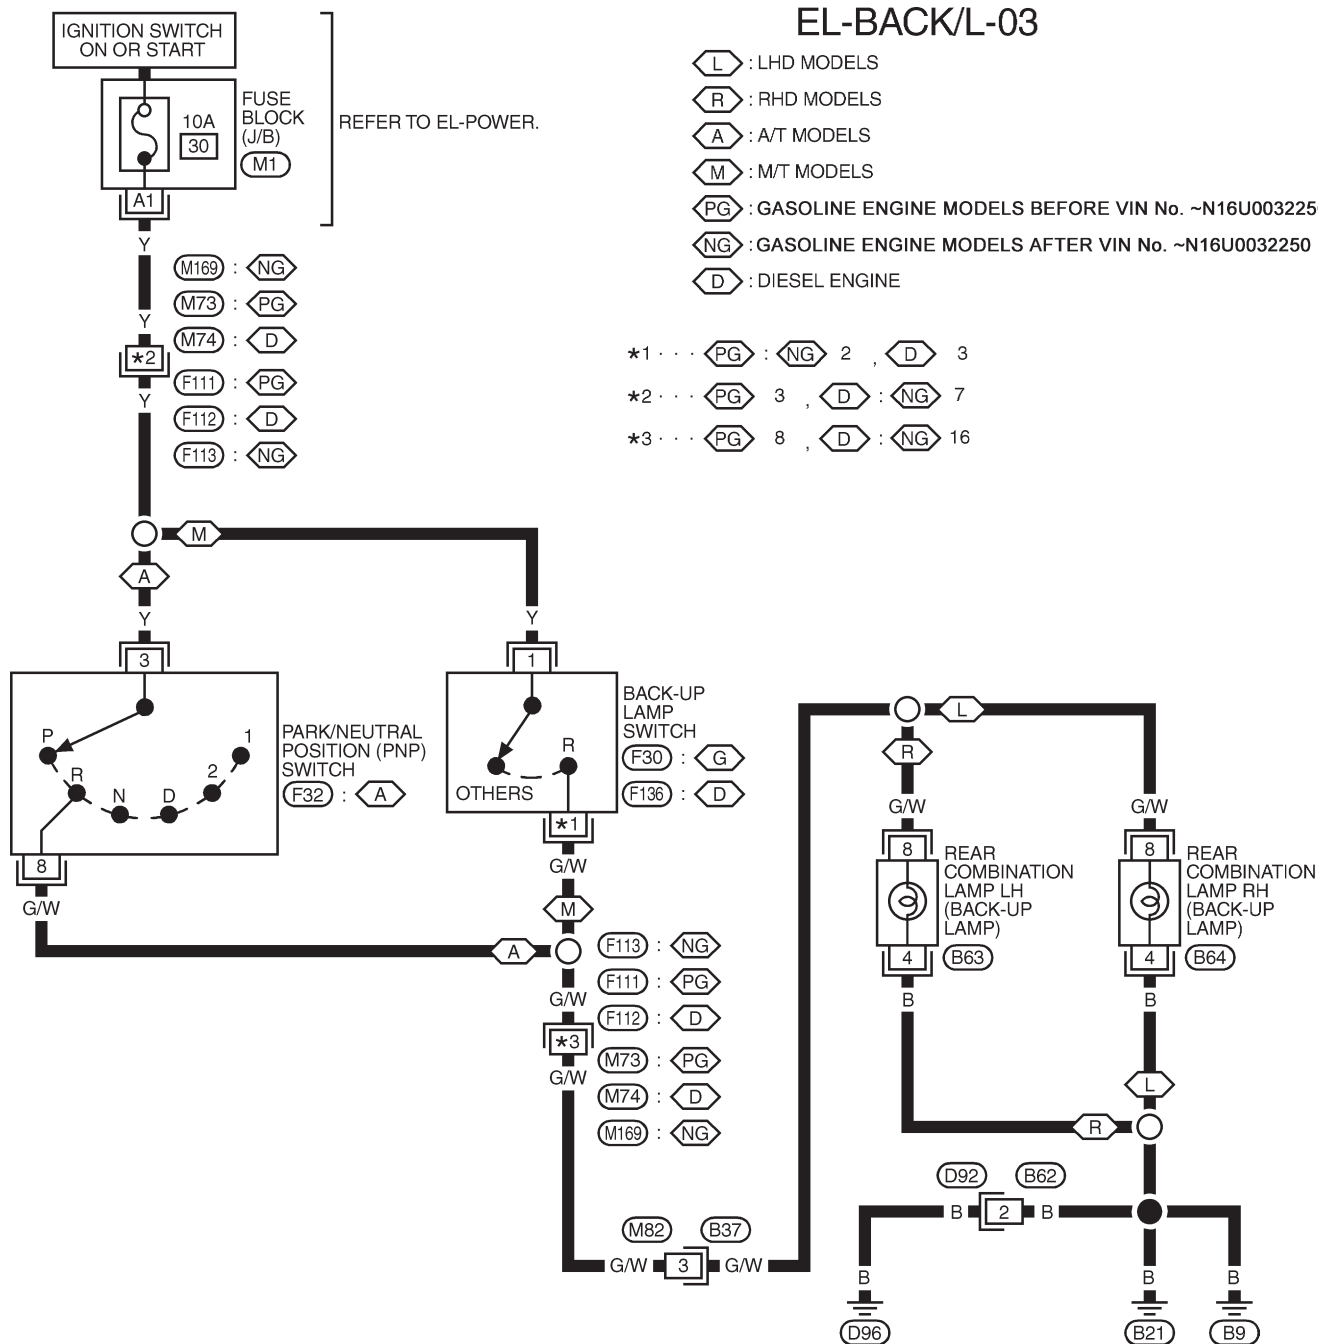 EL-BACK/L-03
IGNITION SWITCH
ON OR START
FUSE
BLOCK
(J/B)
M1
10A
30
A1
REFER TO EL-POWER.
L : LHD MODELS
R : RHD MODELS
A : A/T MODELS
M : M/T MODELS
PG : GASOLINE ENGINE MODELS BEFORE VIN No. ~N16U003225
NG : GASOLINE ENGINE MODELS AFTER VIN No. ~N16U0032250
D : DIESEL ENGINE
*1 · · · PG : NG 2 , D 3
*2 · · · PG 3 , D : NG 7
*3 · · · PG 8 , D : NG 16
Y
M169 : NG
M73 : PG
Y
M74 : D
*2
F111 : PG
Y
F112 : D
F113 : NG
M
A
Y
Y
3
1
P
R
N
D
2
1
PARK/NEUTRAL
POSITION (PNP)
SWITCH
F32 : A
8
G/W
A
R
OTHERS
BACK-UP
LAMP
SWITCH
F30 : G
F136 : D
*1
G/W
M
F113 : NG
F111 : PG
G/W
F112 : D
*3
M73 : PG
G/W
M74 : D
M169 : NG
M82
B37
G/W
3
G/W
L
R
G/W
G/W
8
REAR
COMBINATION
LAMP LH
(BACK-UP
LAMP)
4
B63
B
8
REAR
COMBINATION
LAMP RH
(BACK-UP
LAMP)
4
B64
B
L
R
D92
B62
B
2
B
B
B
B
D96
B21
B9